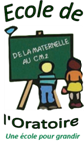 Ecole de
DE LA MATERNELLE
AU CM2
l'Oratoire
Une école pour grandir